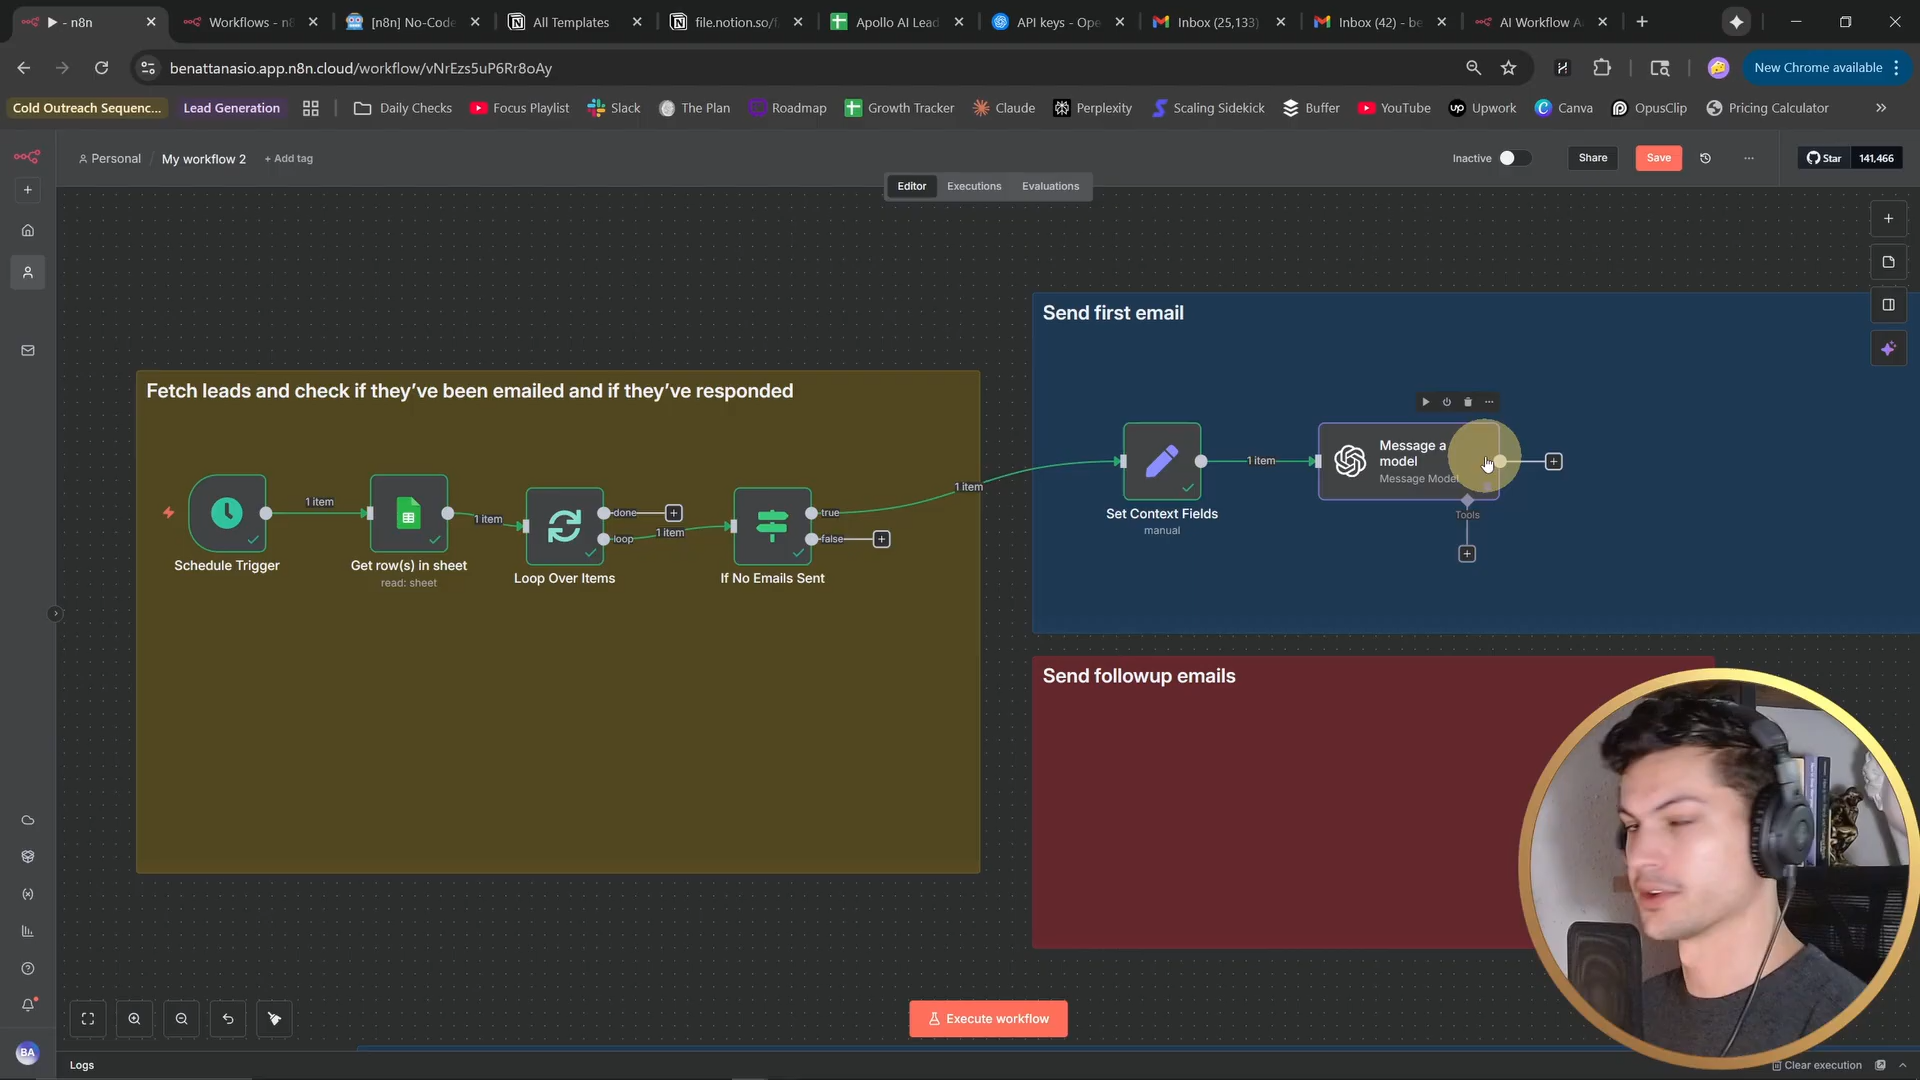 ▶ - n8n
Workflows - n8
[n8n] No-Code
All Templates
file.notion.so/f
Apollo AI Lead
API keys - Ope
Inbox (25,133)
Inbox (42) - be
AI Workflow A
benattanasio.app.n8n.cloud/workflow/vNrEzs5uP6Rr8oAy
New Chrome available
Cold Outreach Sequenc...
Lead Generation
Daily Checks
Focus Playlist
Slack
The Plan
Roadmap
Growth Tracker
Claude
Perplexity
Scaling Sidekick
Buffer
YouTube
Upwork
Canva
OpusClip
Pricing Calculator
Personal / My workflow 2 + Add tag
Inactive
Share
Save
Star 141,466
Editor
Executions
Evaluations
Send first email
Fetch leads and check if they've been emailed and if they've responded
Message a
model
Message Model
Tools
1 item
1 item
1 item
1 item
1 item
done
loop
true
false
Set Context Fields
manual
Schedule Trigger
Get row(s) in sheet
read: sheet
Loop Over Items
If No Emails Sent
Send followup emails
Execute workflow
BA
Logs
Clear execution